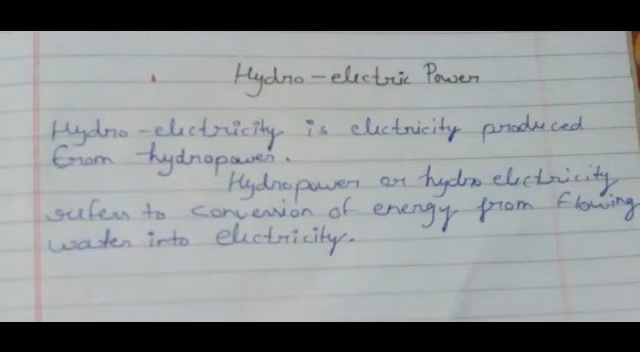 Hydro-electric Power
Hydro-electricity is electricity produced
from hydropower.
Hydropower or hydro electricity
refers to conversion of energy from flowing
water into electricity.